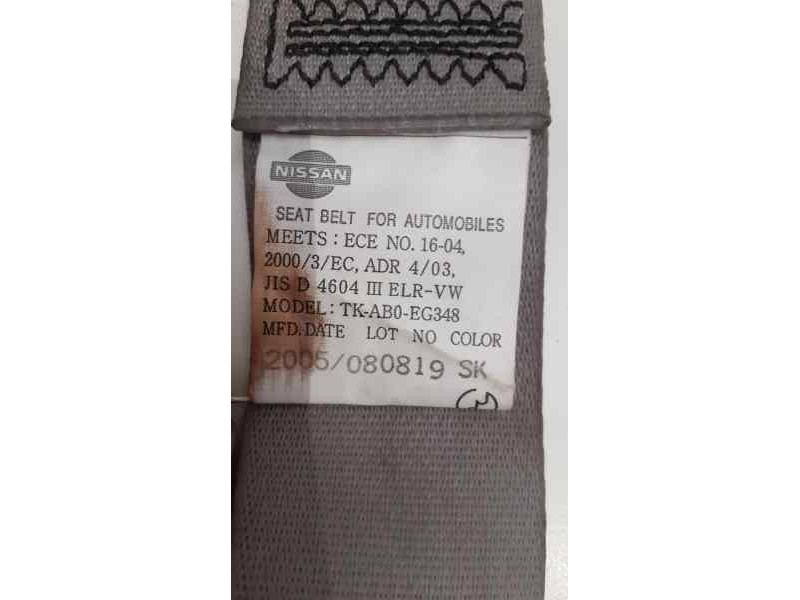 NISSAN
SEAT BELT FOR AUTOMOBILES
MEETS : ECE NO. 16-04,
2000/3/EC, ADR 4/03,
JIS D 4604 III ELR-VW
MODEL: TK-AB0-EG348
MFD. DATE LOT NO COLOR
2005/080819 SK